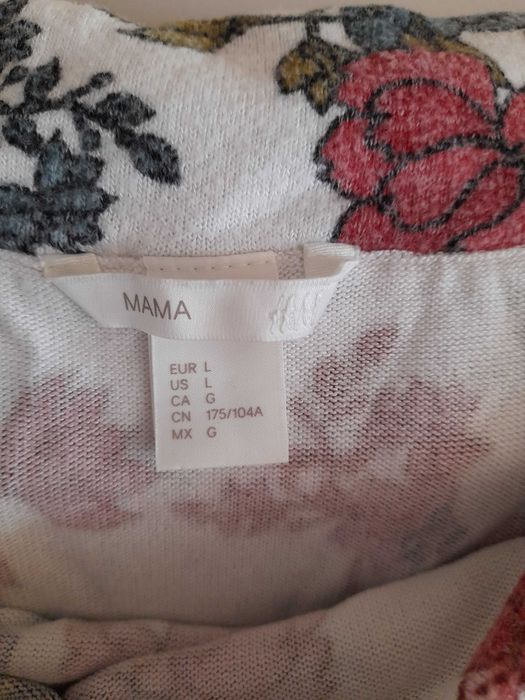 MAMA H&M
EUR L
US L
CA G
CN 175/104A
MX G